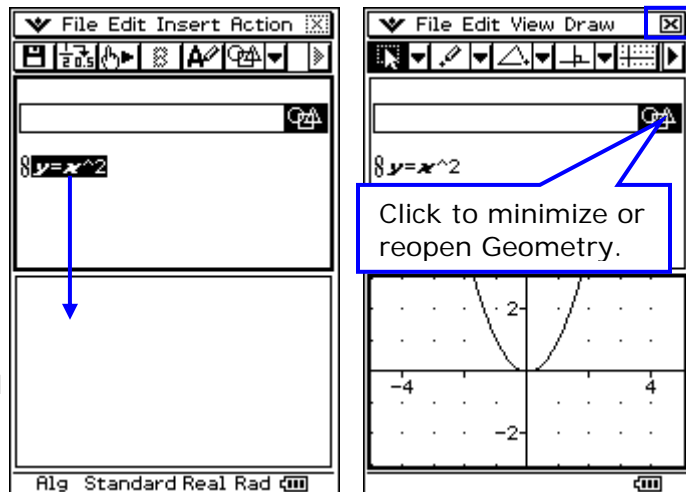 File Edit Insert Action
y=x^2
Alg Standard Real Rad
File Edit View Draw
y=x^2
Click to minimize or
reopen Geometry.
2
-4 4
-2